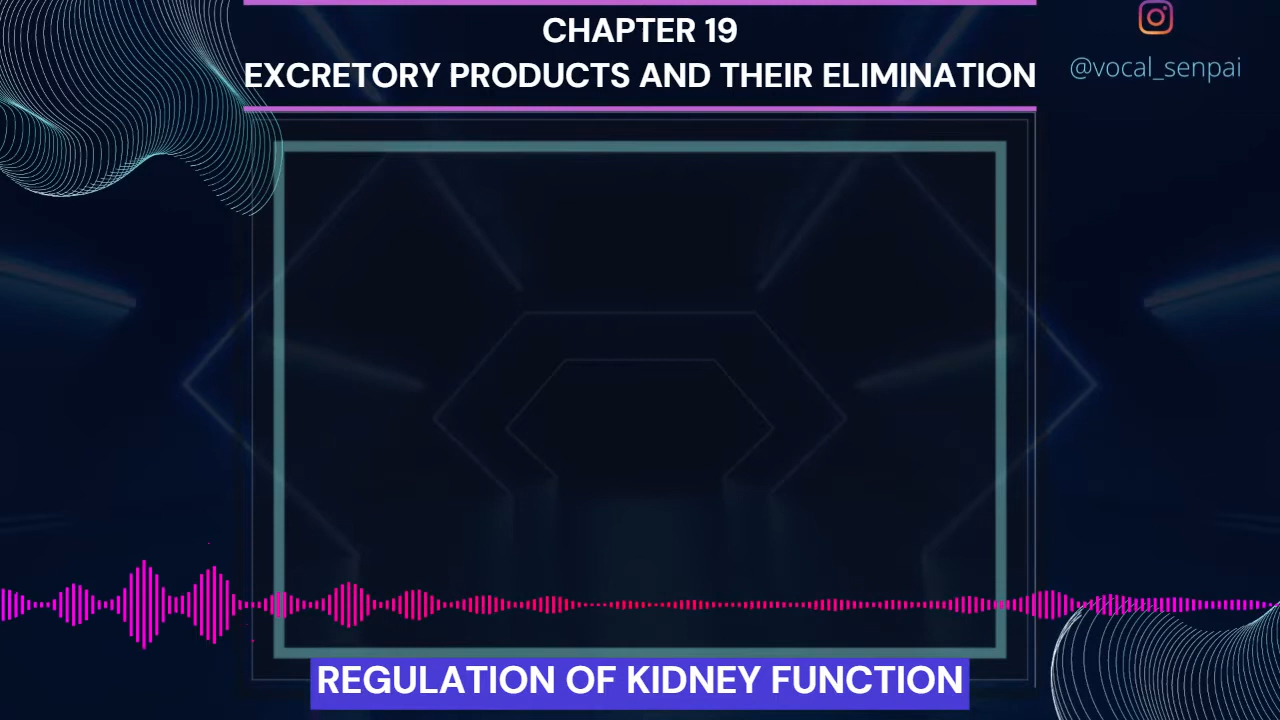 CHAPTER 19
EXCRETORY PRODUCTS AND THEIR ELIMINATION
@vocal_senpai
REGULATION OF KIDNEY FUNCTION